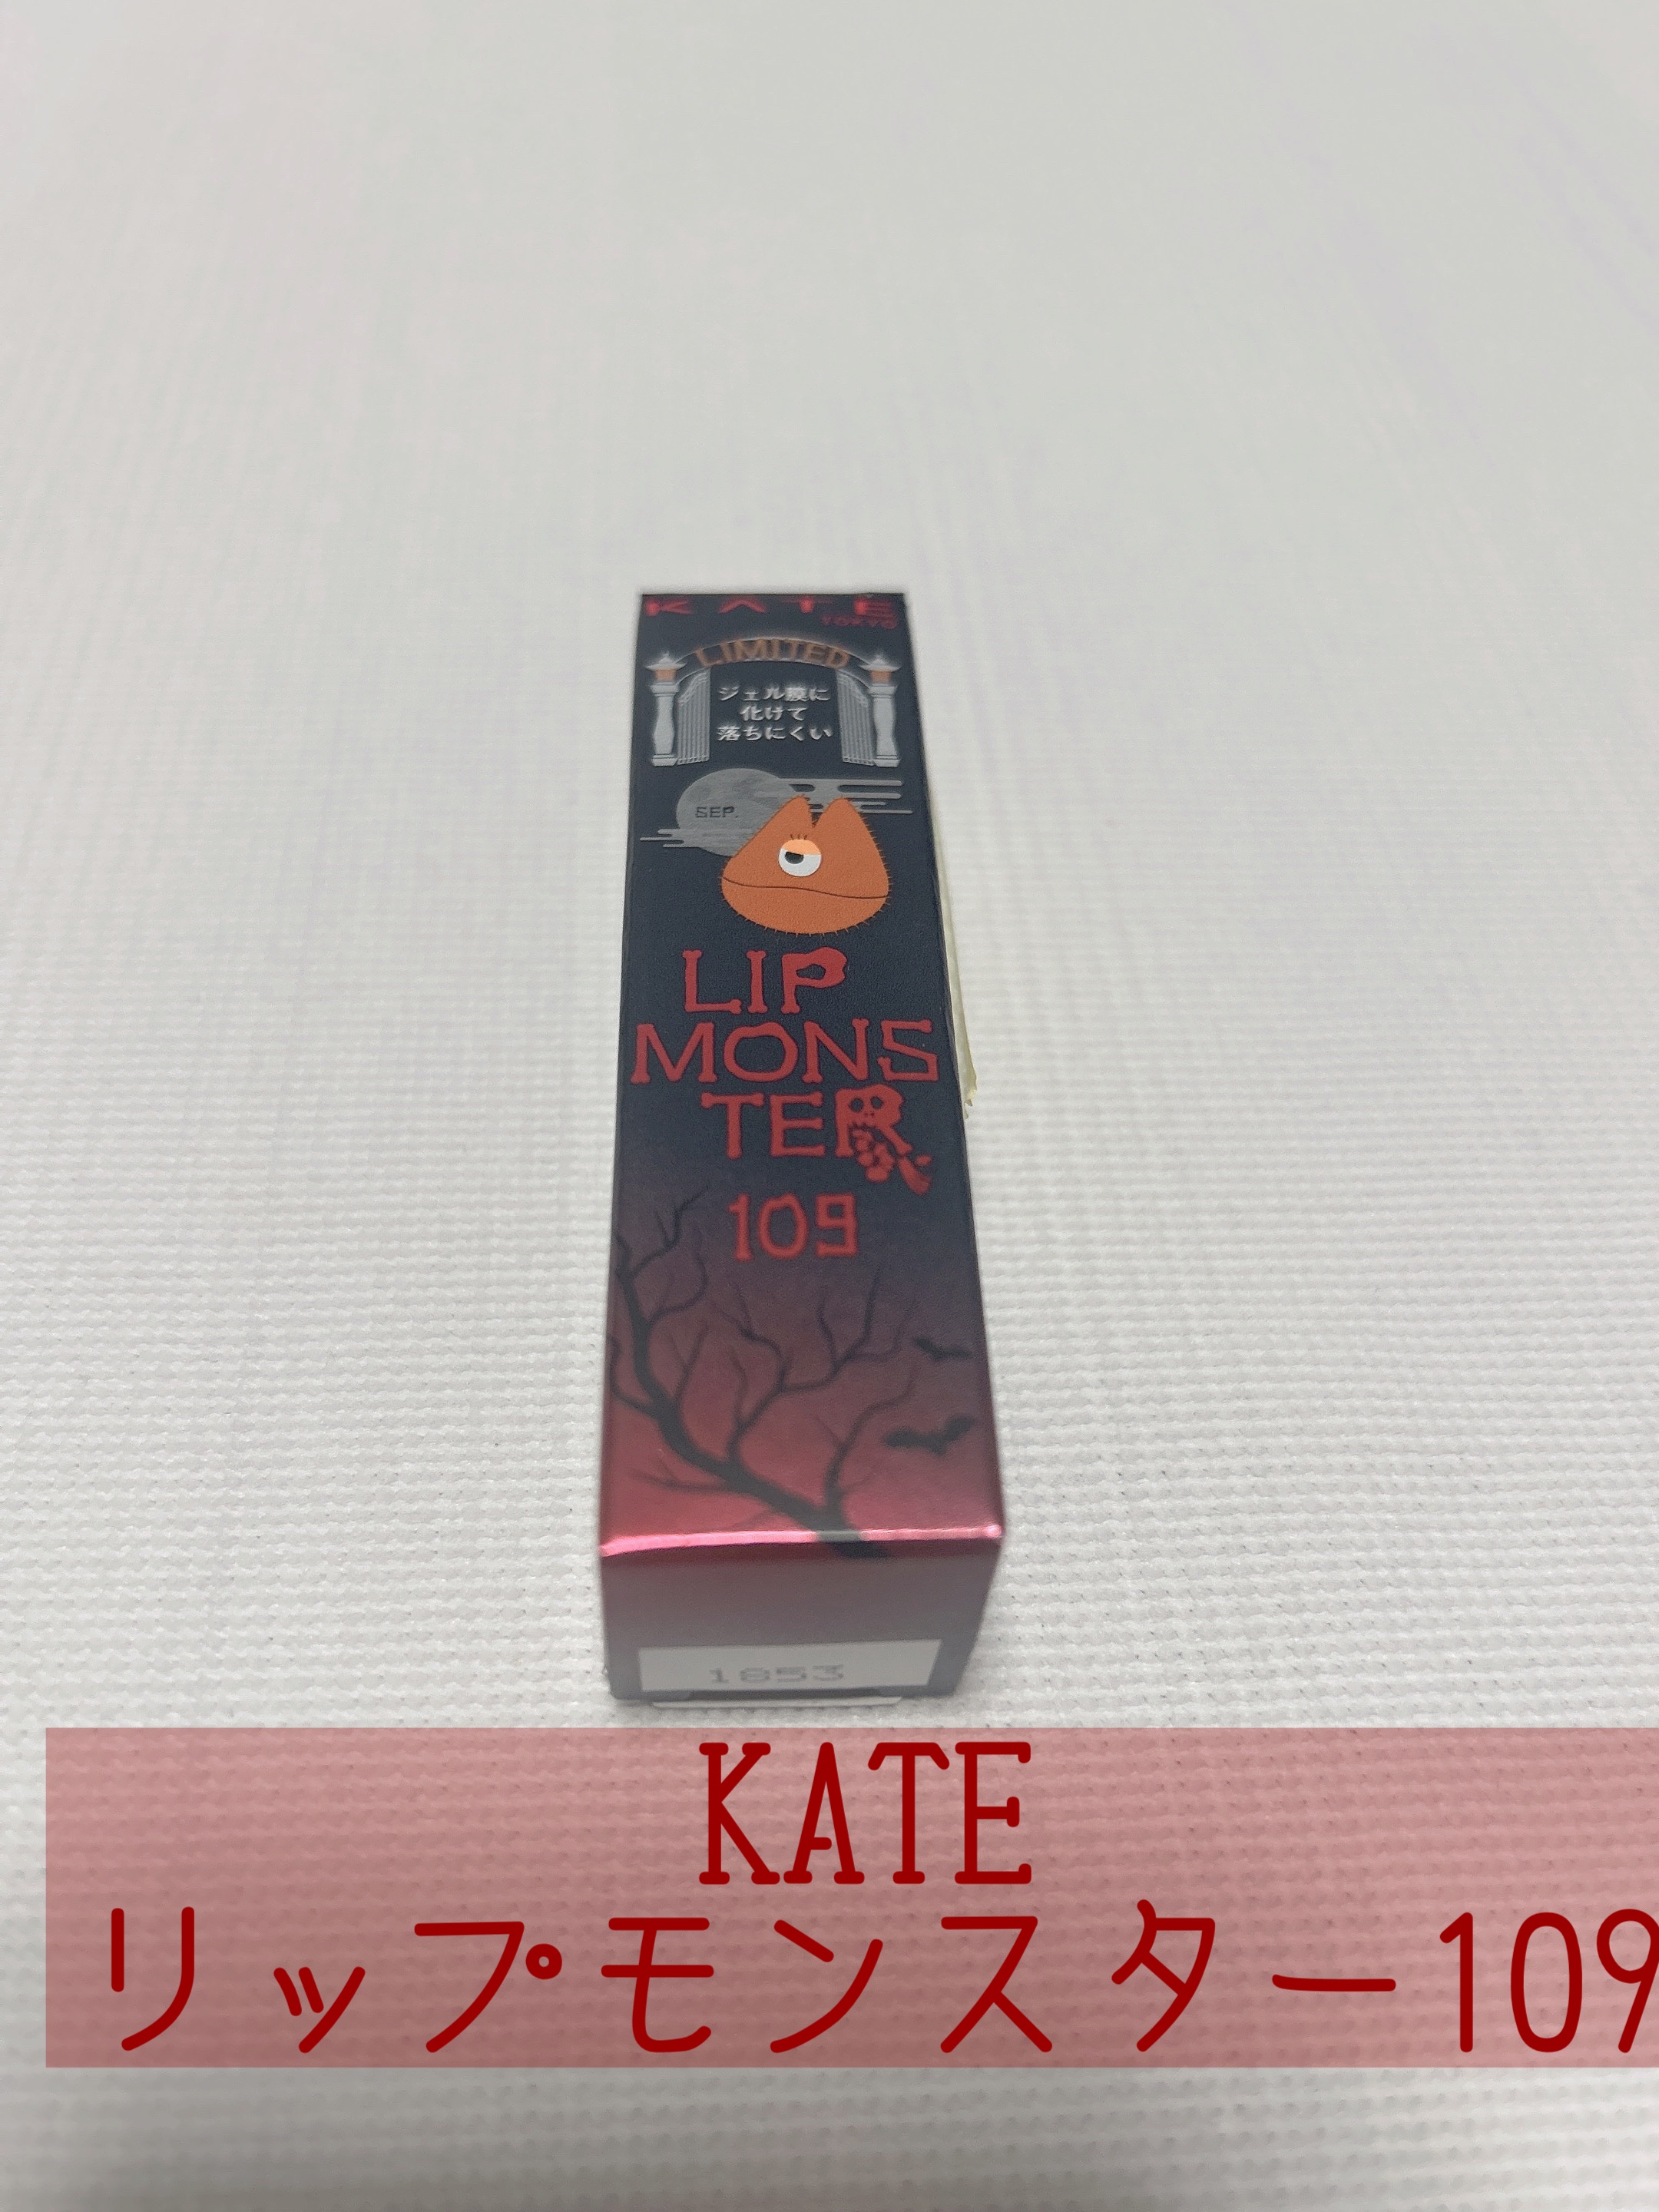 KATE
TOKYO
LIMITED
ジェル膜に
化けて
落ちにくい
SEP.
LIP
MONS
TER
109
1853
KATE
リップモンスター109